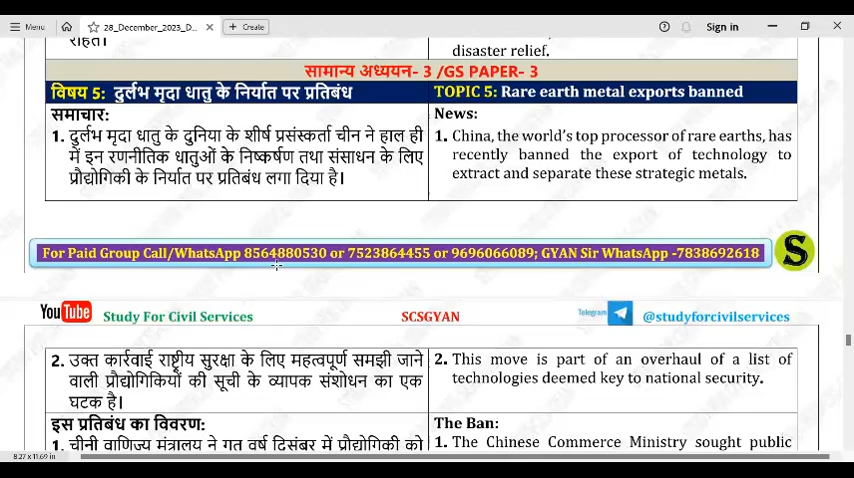 Menu
28_December_2023_D...
Create
Sign in
राहत।
disaster relief.
सामान्य अध्ययन- 3 /GS PAPER- 3
विषय 5: दुर्लभ मृदा धातु के निर्यात पर प्रतिबंध
TOPIC 5: Rare earth metal exports banned
समाचार:
1. दुर्लभ मृदा धातु के दुनिया के शीर्ष प्रसंस्कर्ता चीन ने हाल ही
में इन रणनीतिक धातुओं के निष्कर्षण तथा संसाधन के लिए
प्रौद्योगिकी के निर्यात पर प्रतिबंध लगा दिया है।
News:
1. China, the world's top processor of rare earths, has
recently banned the export of technology to
extract and separate these strategic metals.
For Paid Group Call/WhatsApp 8564880530 or 7523864455 or 9696066089; GYAN Sir WhatsApp -7838692618
S
YouTube
Study For Civil Services
SCSGYAN
Telegram
@studyforcivilservices
2. उक्त कार्रवाई राष्ट्रीय सुरक्षा के लिए महत्वपूर्ण समझी जाने
वाली प्रौद्योगिकियों की सूची के व्यापक संशोधन का एक
घटक है।
2. This move is part of an overhaul of a list of
technologies deemed key to national security.
इस प्रतिबंध का विवरण:
1. चीनी वाणिज्य मंत्रालय ने गत वर्ष दिसंबर में प्रौद्योगिकी को
The Ban:
1. The Chinese Commerce Ministry sought public
8.27 x 11.69 in